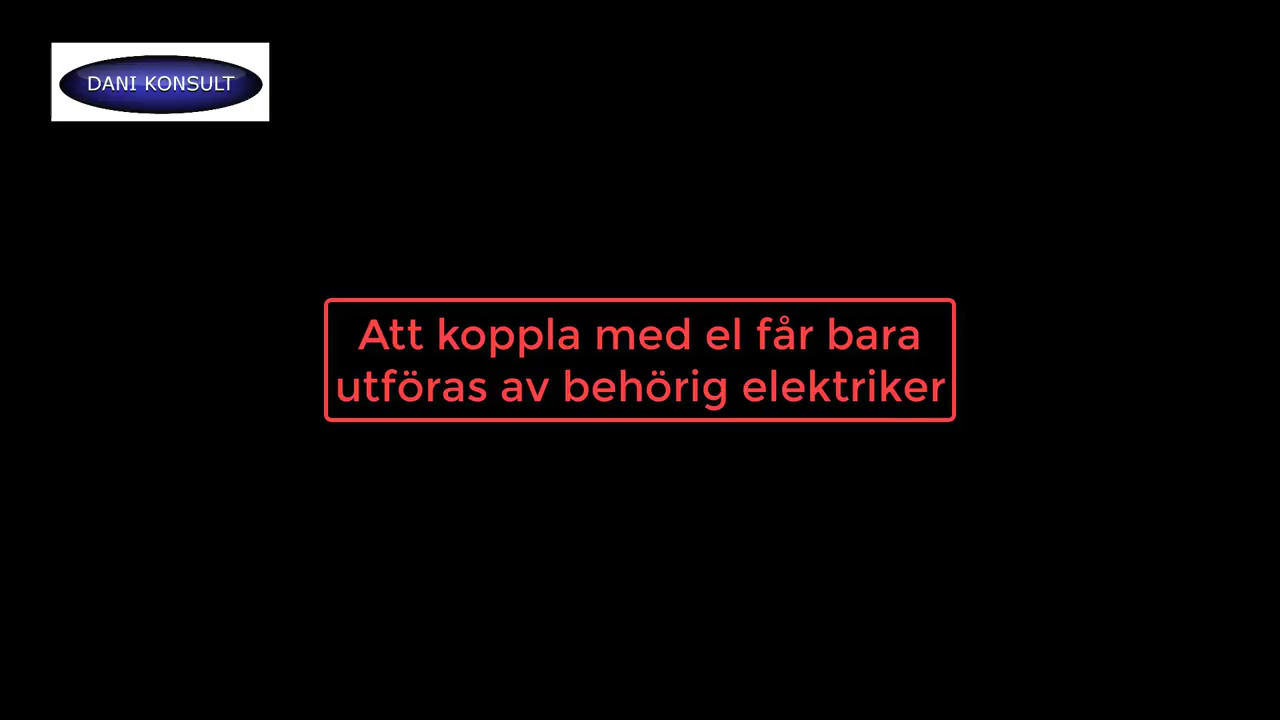 DANI KONSULT
Att koppla med el får bara
utföras av behörig elektriker